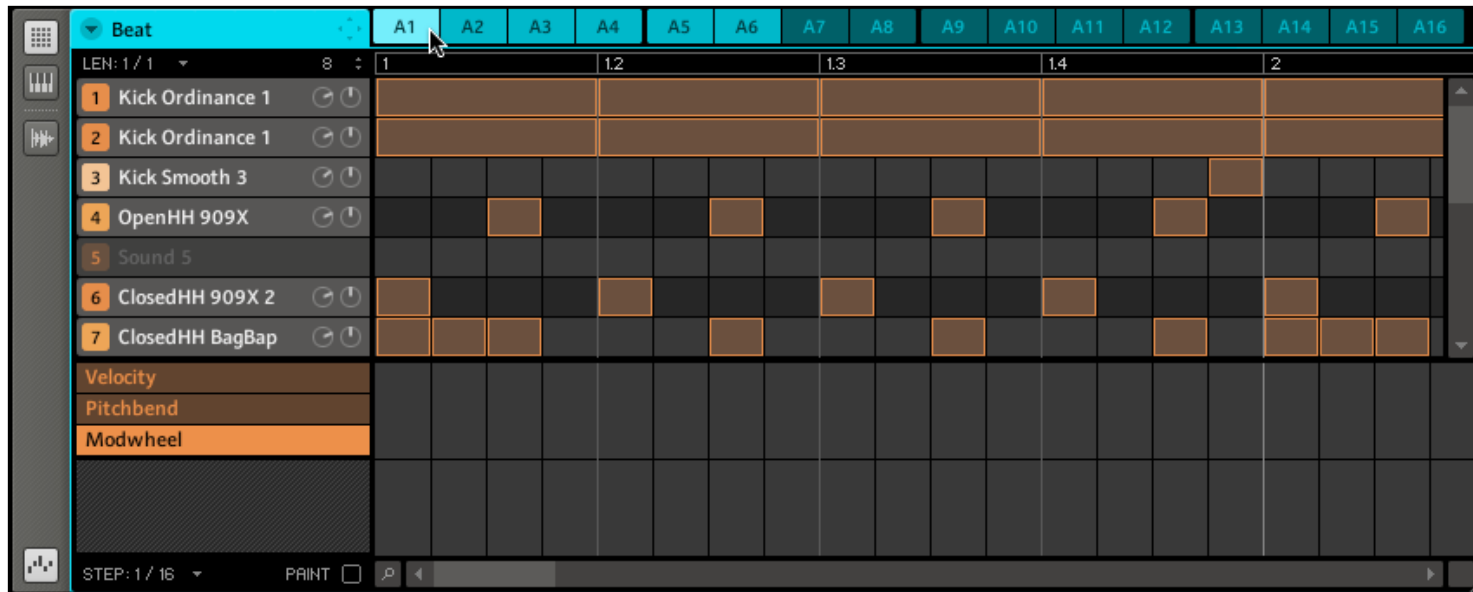 Beat A1 A2 A3 A4 A5 A6 A7 A8 A9 A10 A11 A12 A13 A14 A15 A16
LEN: 1 / 1 8 1 1.2 1.3 1.4 2
1 Kick Ordinance 1
2 Kick Ordinance 1
3 Kick Smooth 3
4 OpenHH 909X
5 Sound 5
6 ClosedHH 909X 2
7 ClosedHH BagBap
Velocity
Pitchbend
Modwheel
STEP: 1 / 16 PAINT